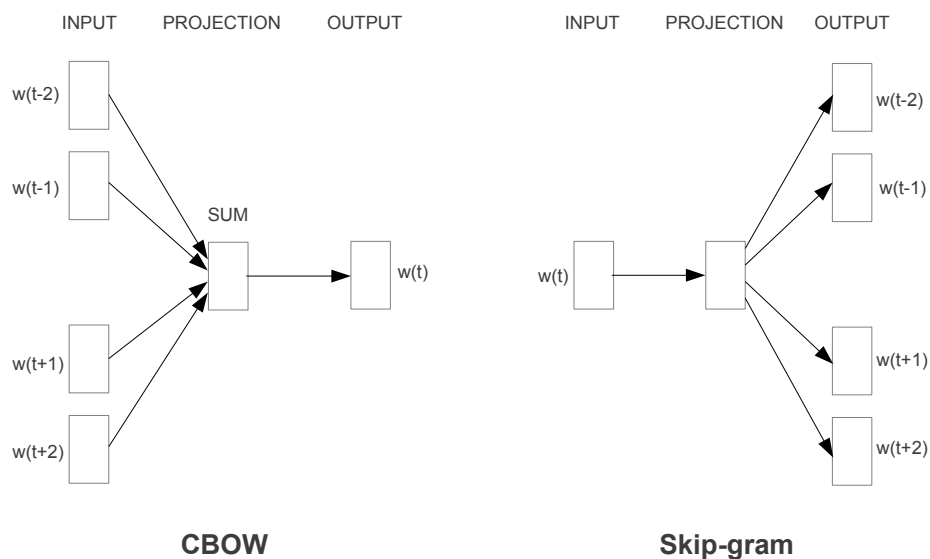 INPUT PROJECTION OUTPUT
w(t-2)
w(t-1)
SUM
w(t)
w(t+1)
w(t+2)
CBOW
INPUT PROJECTION OUTPUT
w(t-2)
w(t-1)
w(t)
w(t+1)
w(t+2)
Skip-gram